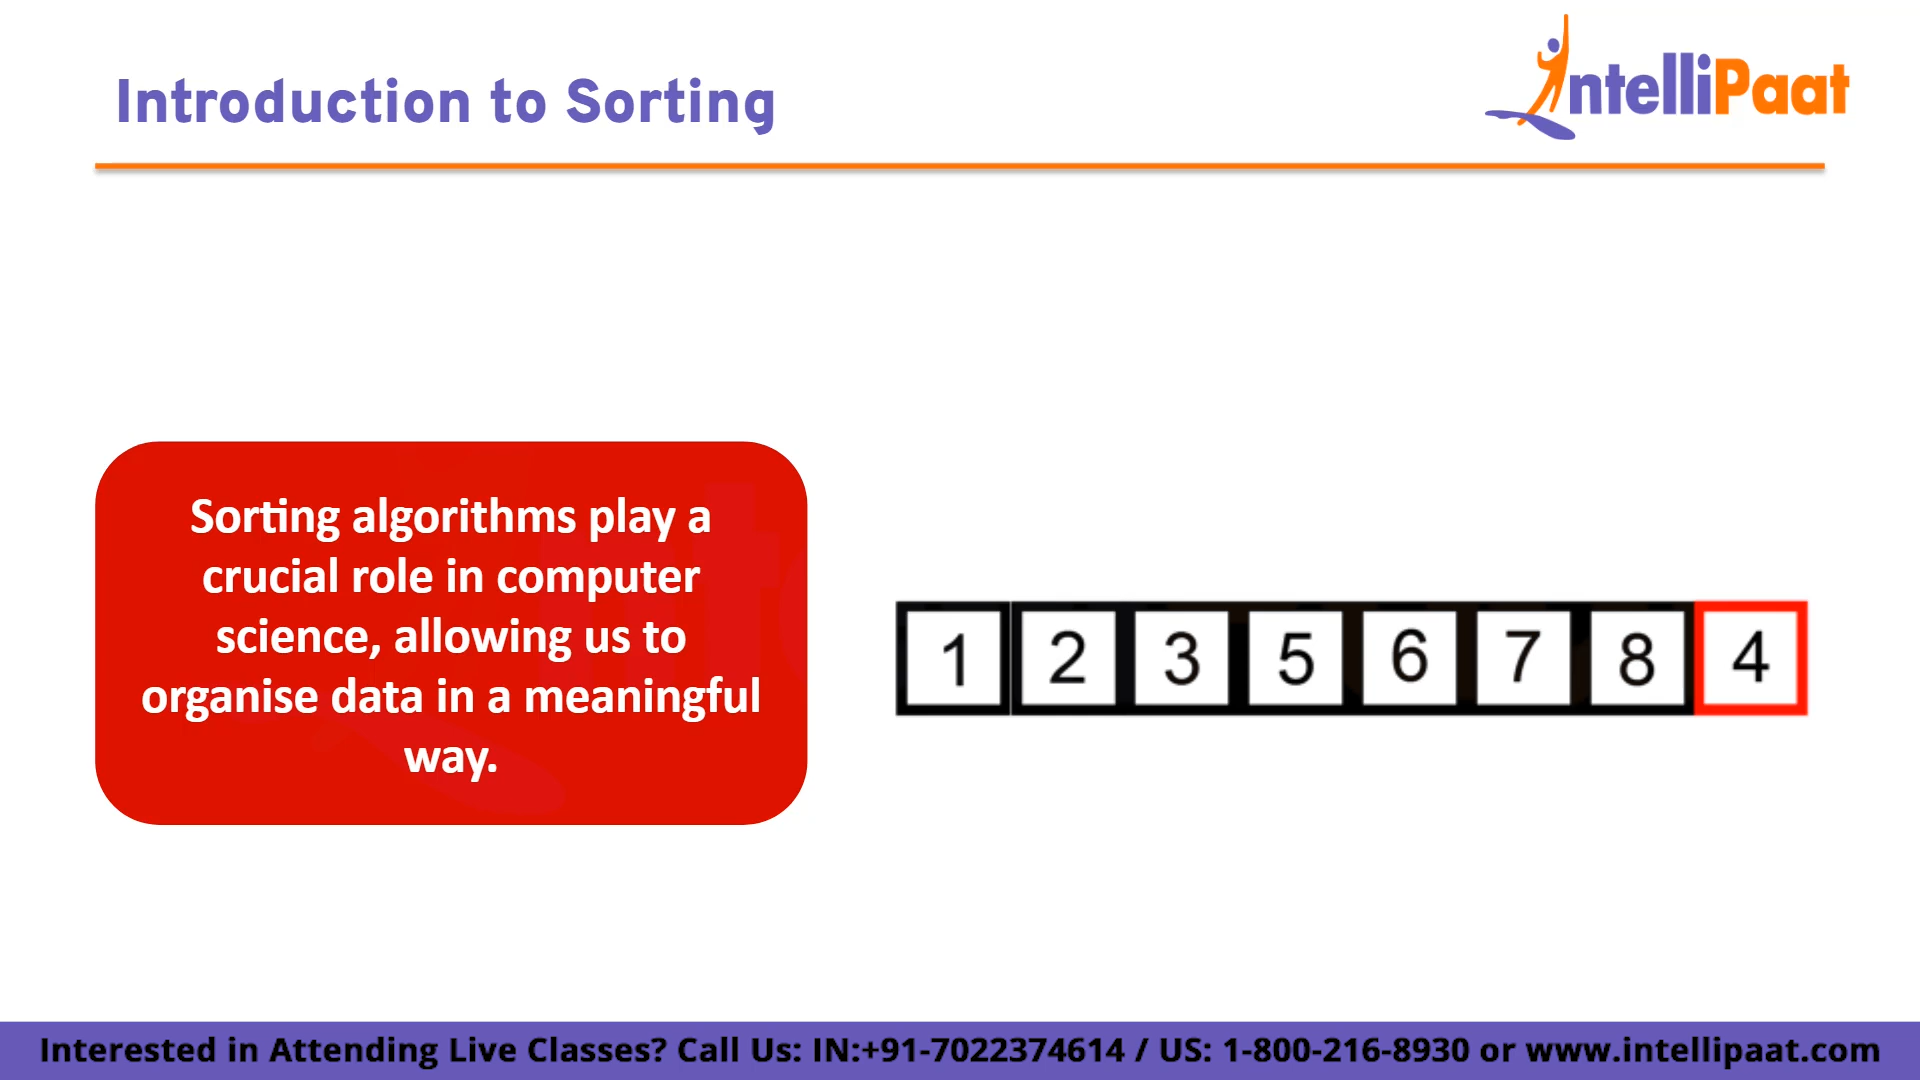 Introduction to Sorting
IntelliPaat
Sorting algorithms play a
crucial role in computer
science, allowing us to
organise data in a meaningful
way.
1 2 3 5 6 7 8 4
Interested in Attending Live Classes? Call Us: IN:+91-7022374614 / US: 1-800-216-8930 or www.intellipaat.com